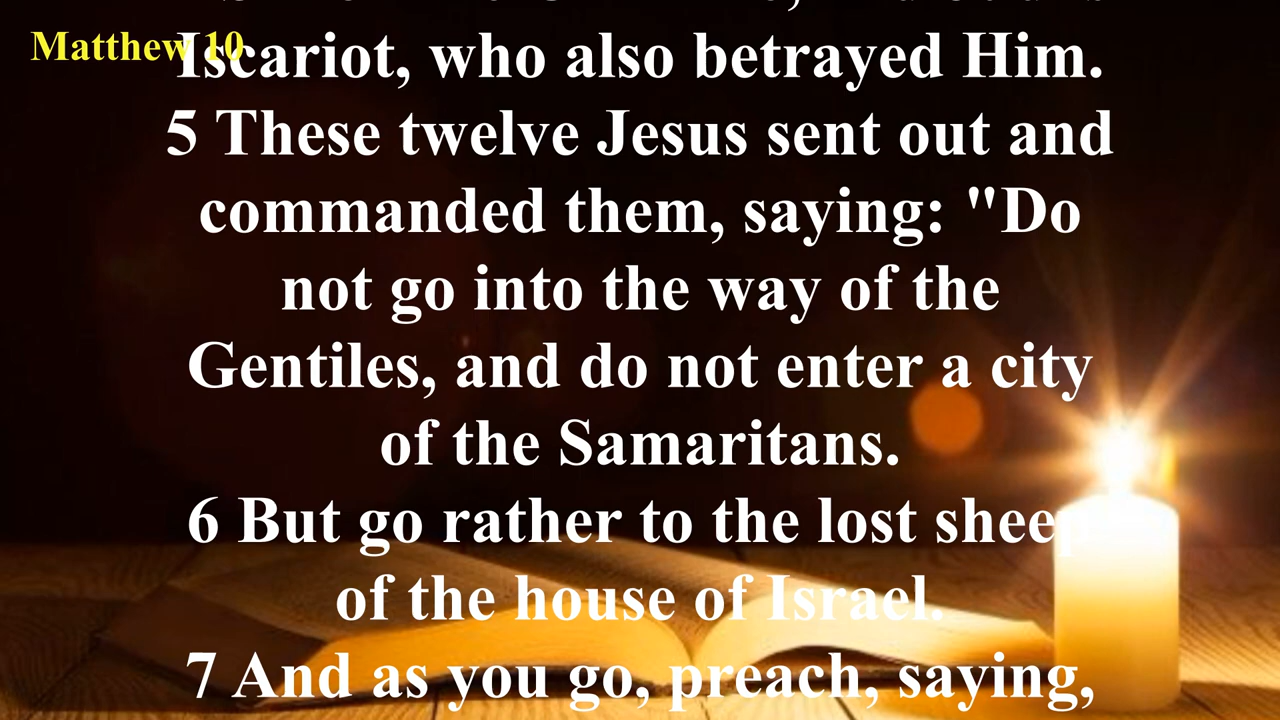 Matthew 10
Iscariot, who also betrayed Him.
5 These twelve Jesus sent out and
commanded them, saying: "Do
not go into the way of the
Gentiles, and do not enter a city
of the Samaritans.
6 But go rather to the lost sheep
of the house of Israel.
7 And as you go, preach, saying,